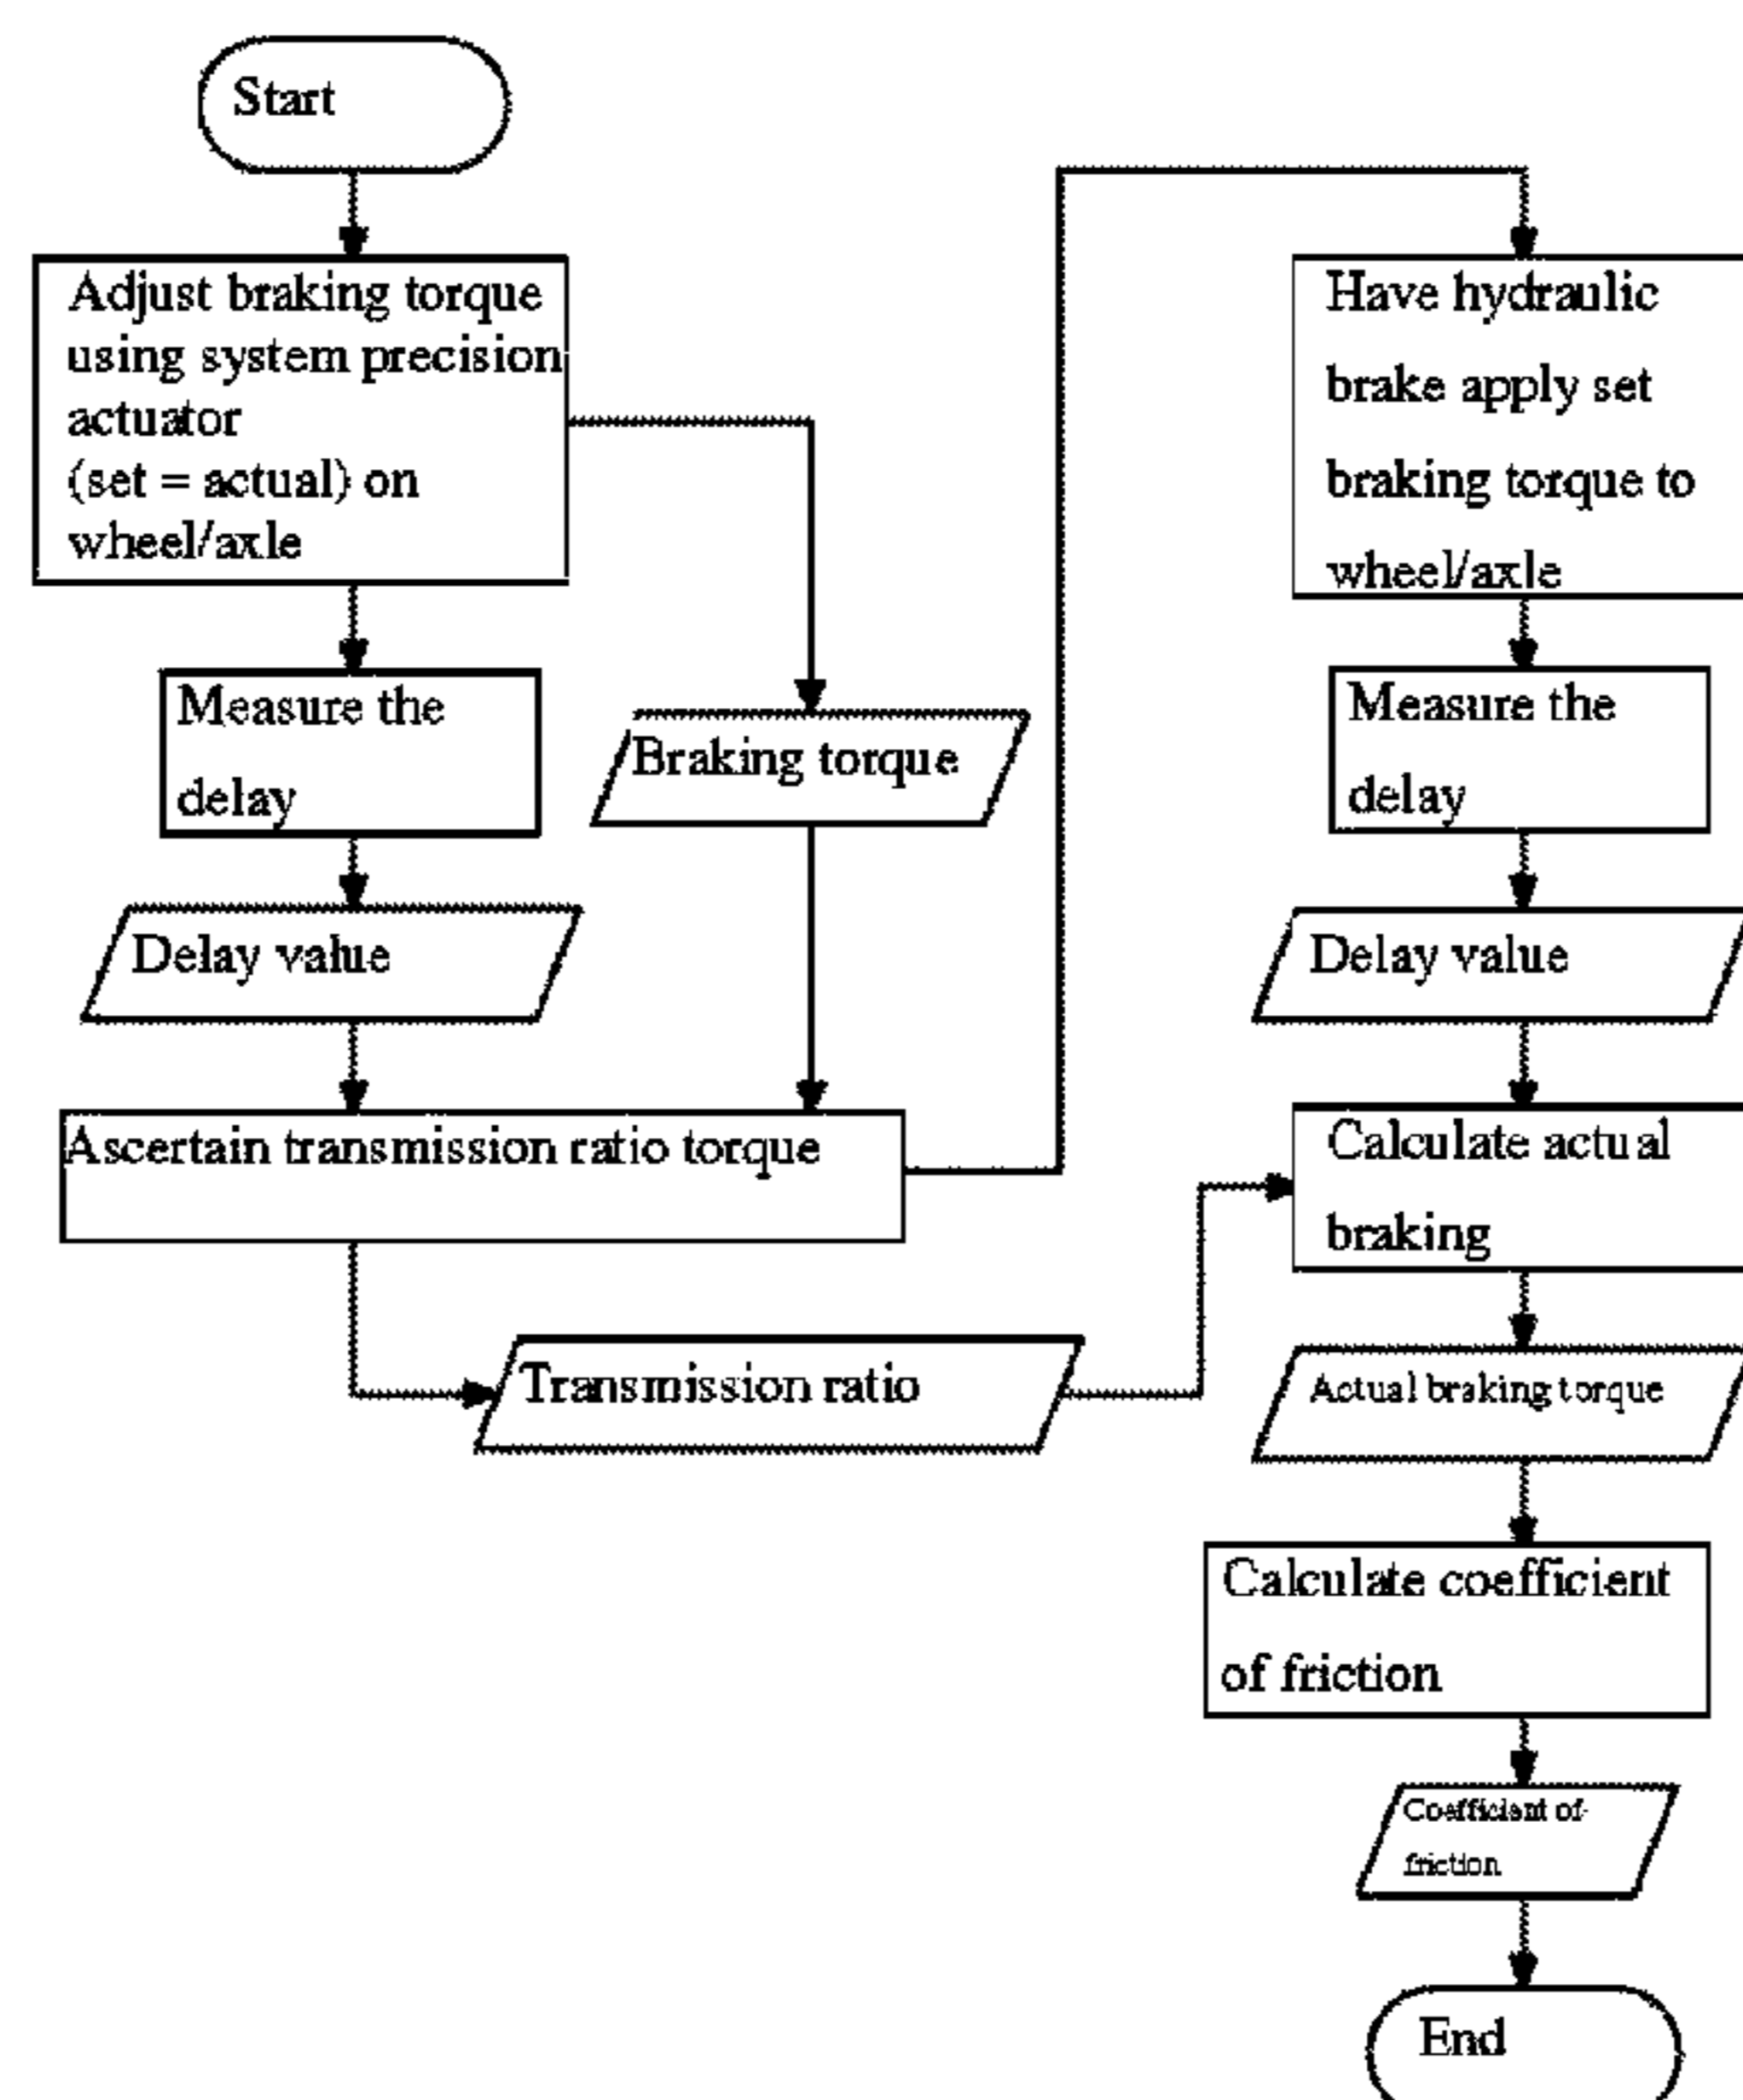 Start
Adjust braking torque
using system precision
actuator
(set = actual) on
wheel/axle
Measure the
delay
Braking torque
Delay value
Ascertain transmission ratio torque
Transmission ratio
Have hydraulic
brake apply set
braking torque to
wheel/axle
Measure the
delay
Delay value
Calculate actual
braking
Actual braking torque
Calculate coefficient
of friction
Coefficient of
friction
End